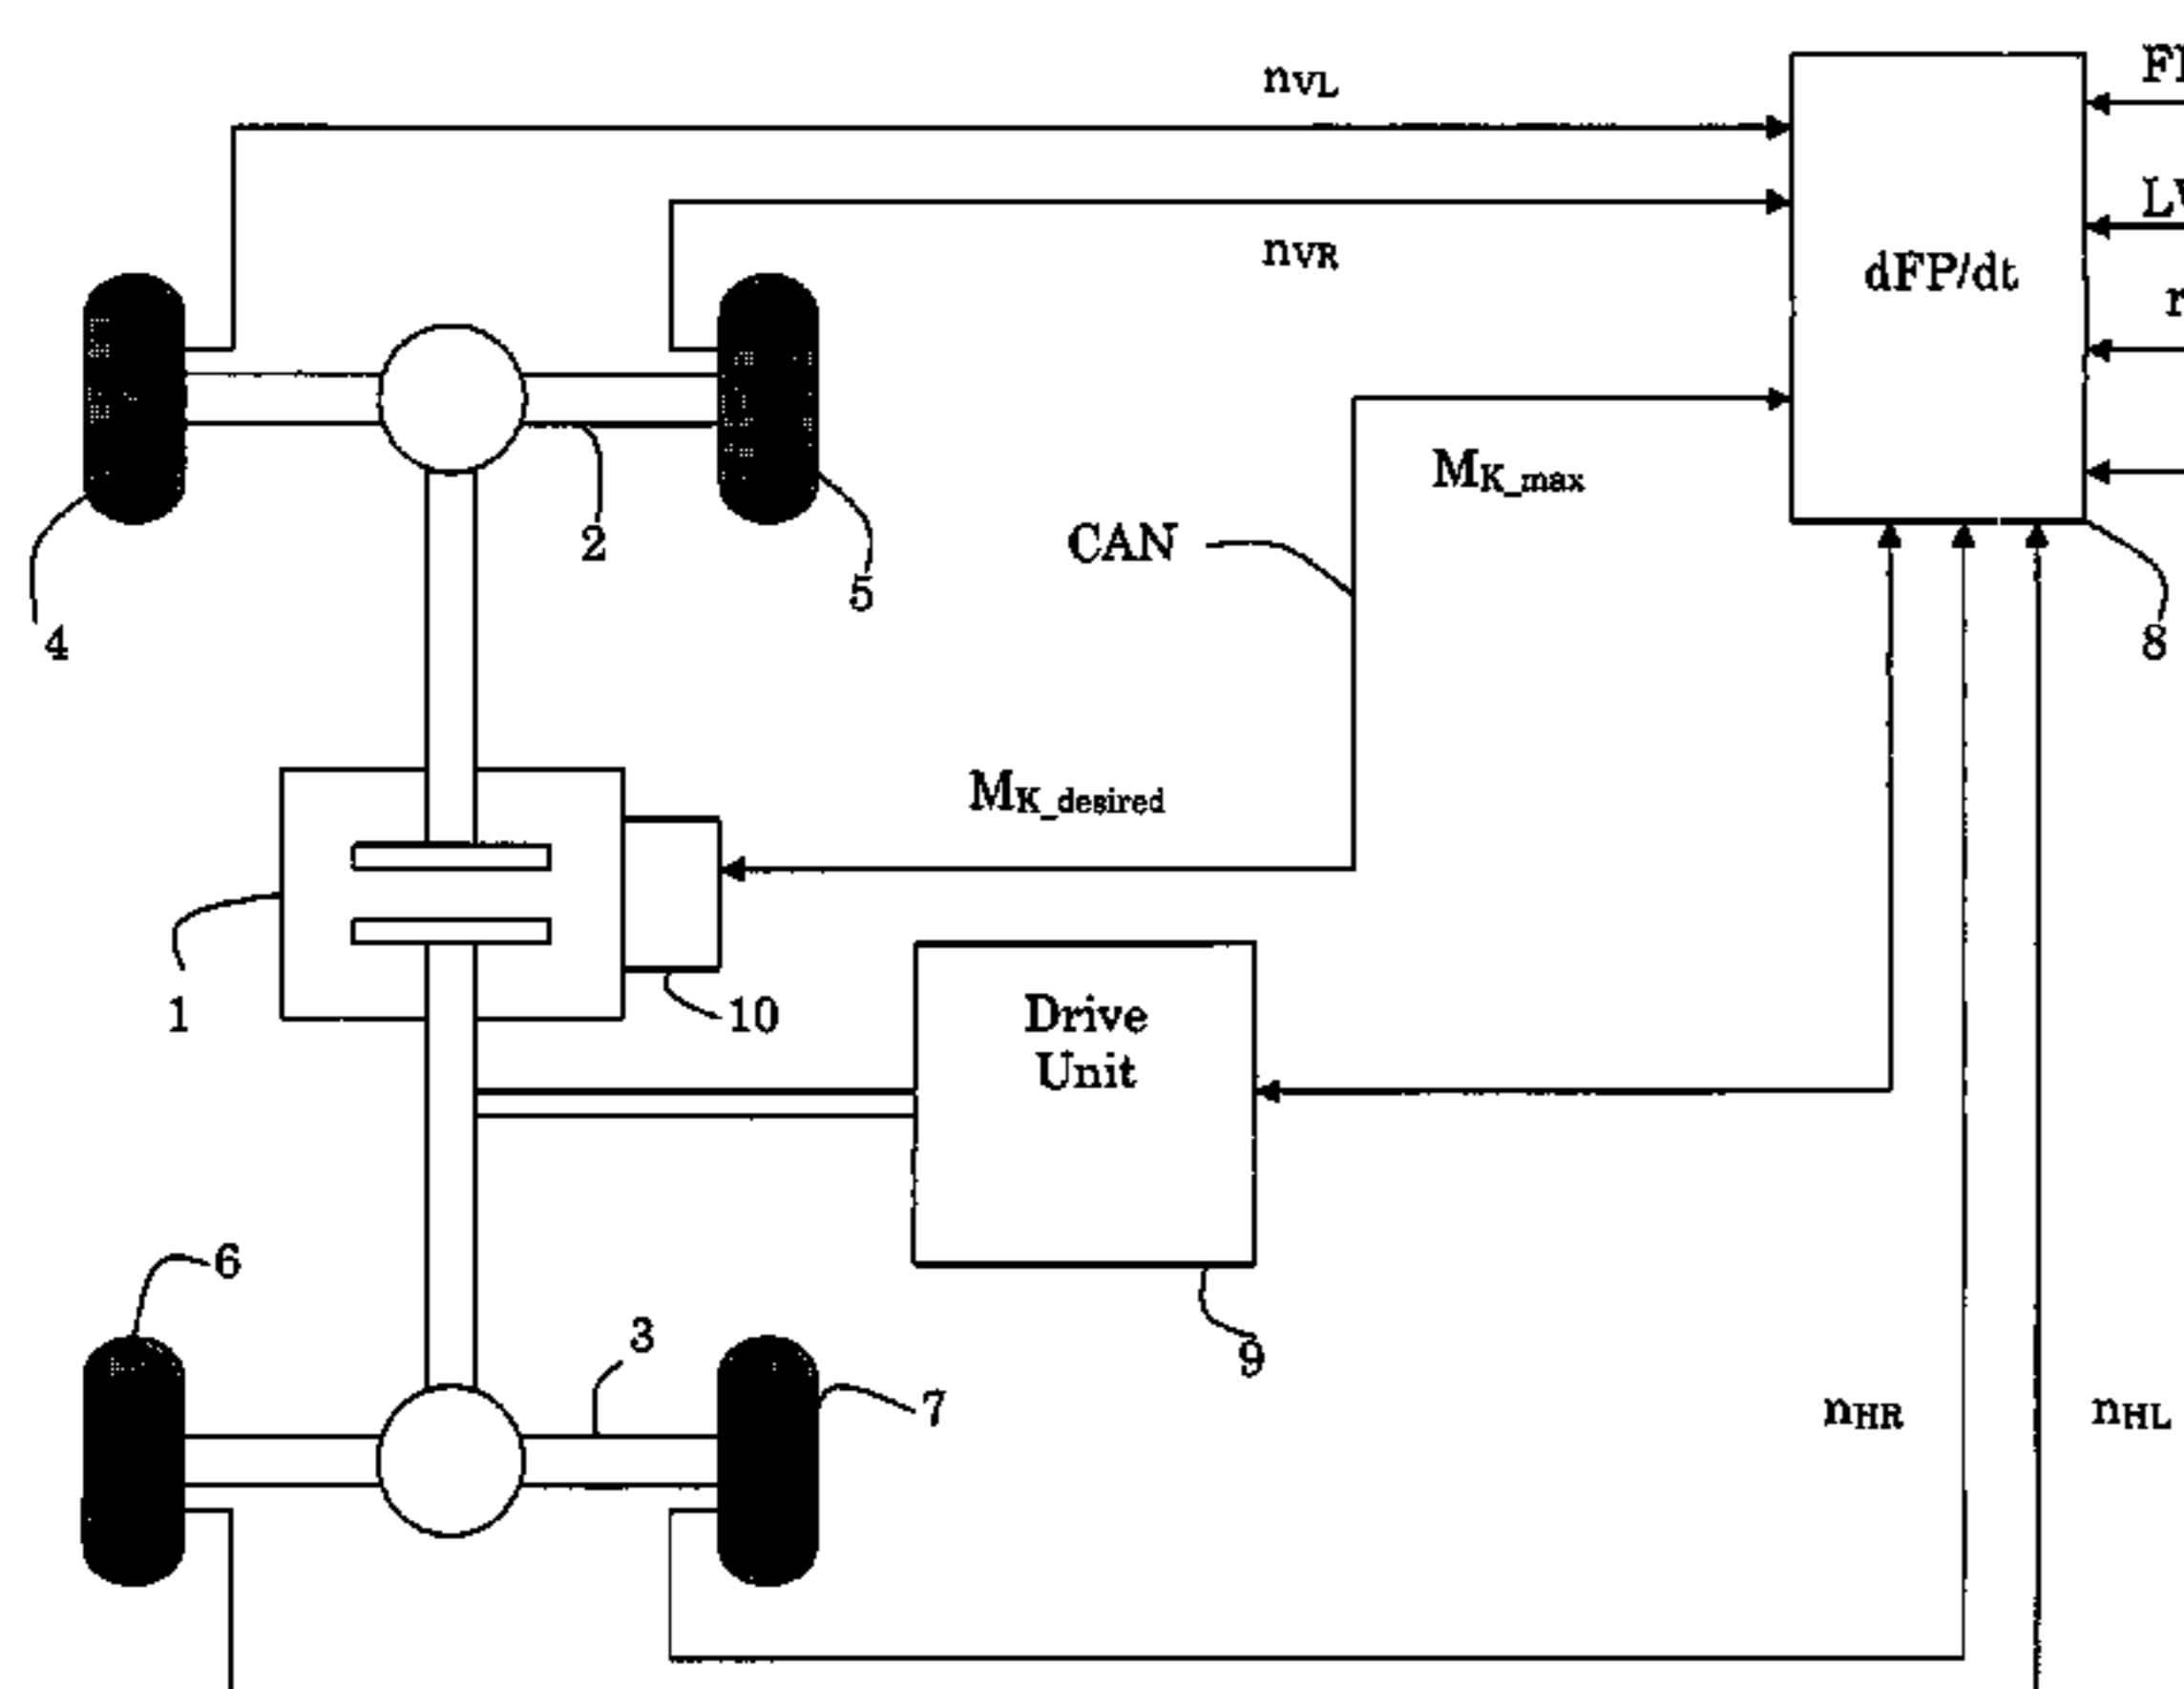 nVL
nVR
dFP/dt
MK_max
CAN
2
5
4
8
MK_desired
1
10
Drive
Unit
6
3
9
7
nHR
nHL